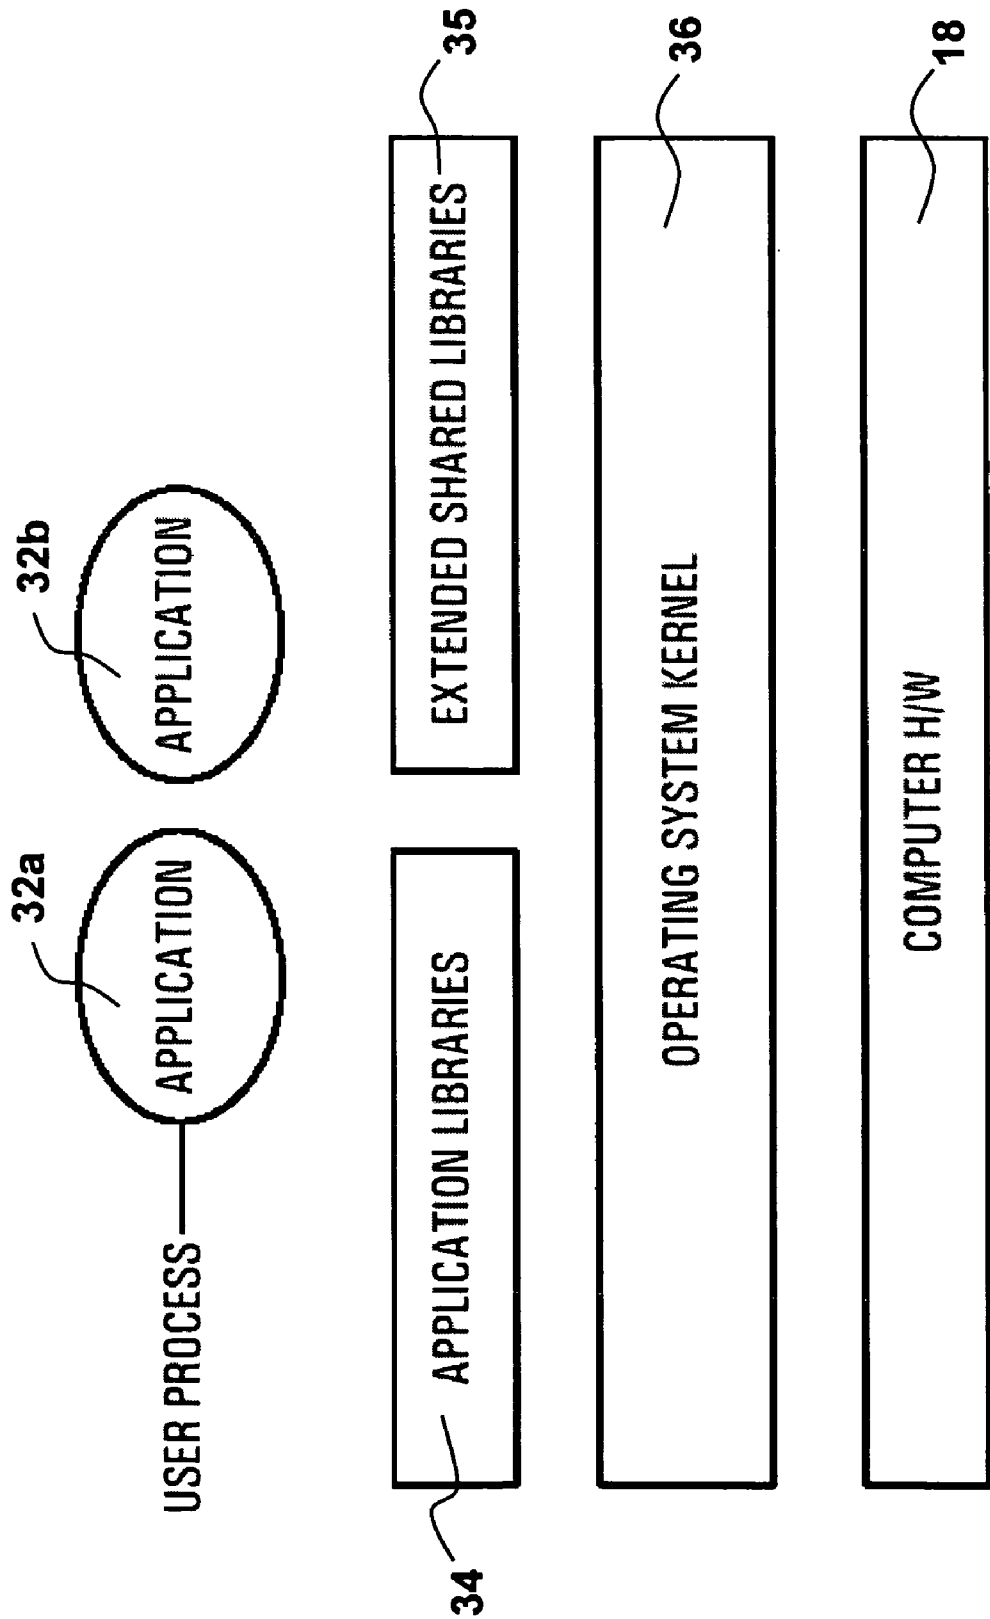 32a
32b
USER PROCESS
APPLICATION
APPLICATION
34
APPLICATION LIBRARIES
EXTENDED SHARED LIBRARIES
35
OPERATING SYSTEM KERNEL
36
COMPUTER H/W
18